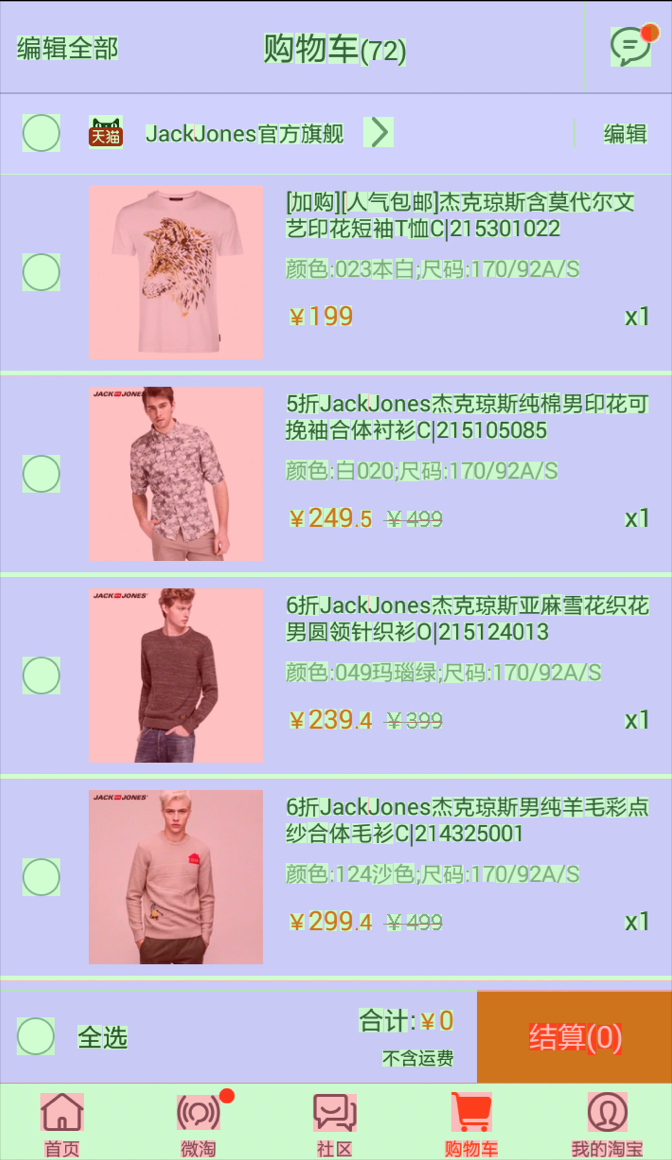 编辑全部
购物车(72)
天猫
JackJones官方旗舰
编辑
[加购][人气包邮]杰克琼斯含莫代尔文
艺印花短袖T恤C|215301022
颜色:023本白;尺码:170/92A/S
￥199
x1
JACK JONES
5折JackJones杰克琼斯纯棉男印花可
挽袖合体衬衫C|215105085
颜色:白020;尺码:170/92A/S
￥249.5 ￥499
x1
JACK JONES
6折JackJones杰克琼斯亚麻雪花织花
男圆领针织衫O|215124013
颜色:049玛瑙绿;尺码:170/92A/S
￥239.4 ￥399
x1
JACK JONES
6折JackJones杰克琼斯男纯羊毛彩点
纱合体毛衫C|214325001
颜色:124沙色;尺码:170/92A/S
￥299.4 ￥499
x1
全选
合计:￥0
不含运费
结算(0)
首页
微淘
社区
购物车
我的淘宝